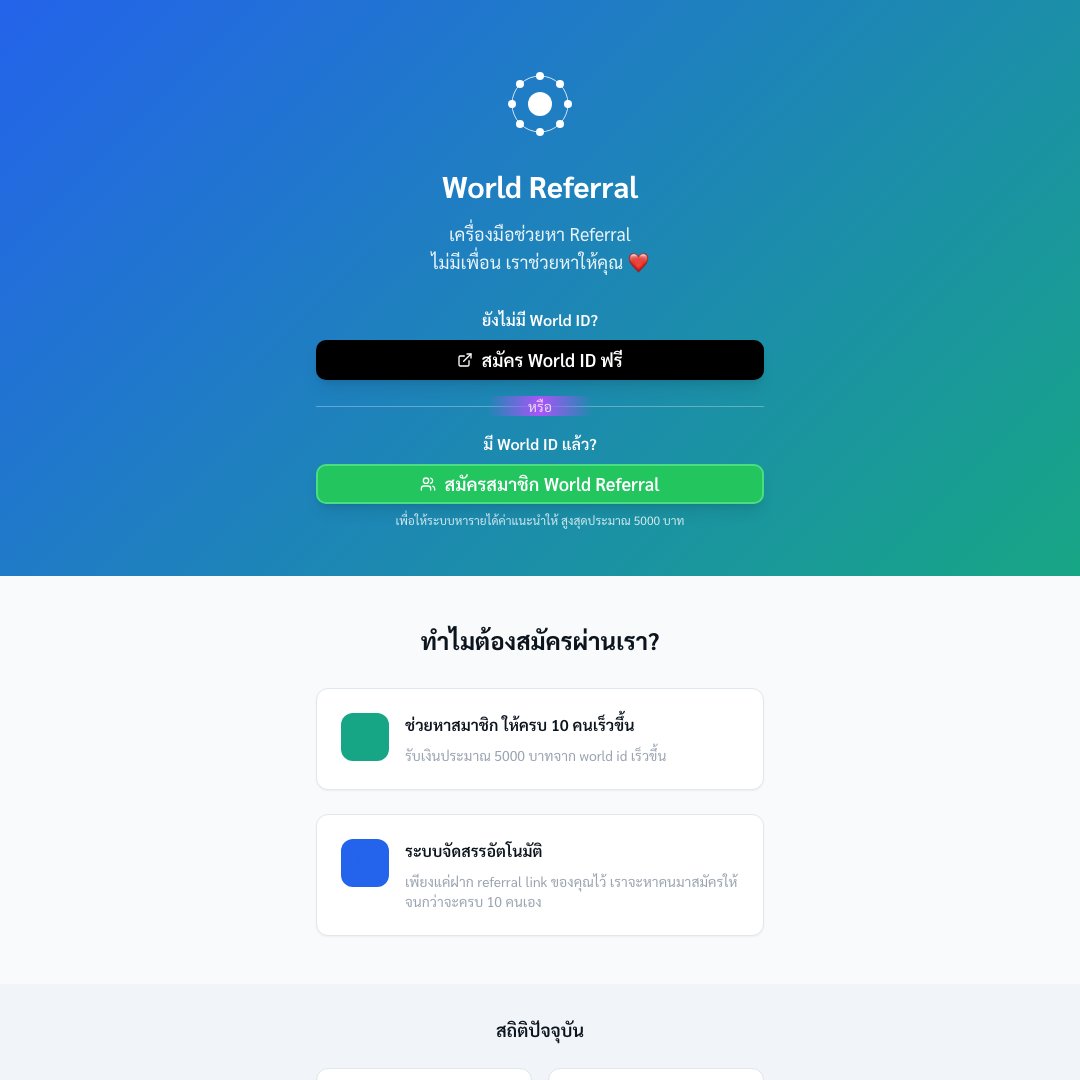 World Referral
เครื่องมือช่วยหา Referral
ไม่มีเพื่อน เราช่วยหาให้คุณ ❤️
ยังไม่มี World ID?
สมัคร World ID ฟรี
หรือ
มี World ID แล้ว?
สมัครสมาชิก World Referral
เพื่อให้ระบบหารายได้ค่าแนะนำให้ สูงสุดประมาณ 5000 บาท
ทำไมต้องสมัครผ่านเรา?
ช่วยหาสมาชิก ให้ครบ 10 คนเร็วขึ้น
รับเงินประมาณ 5000 บาทจาก world id เร็วขึ้น
ระบบจัดสรรอัตโนมัติ
เพียงแค่ฝาก referral link ของคุณไว้ เราจะหาคนมาสมัครให้
จนกว่าจะครบ 10 คนเอง
สถิติปัจจุบัน